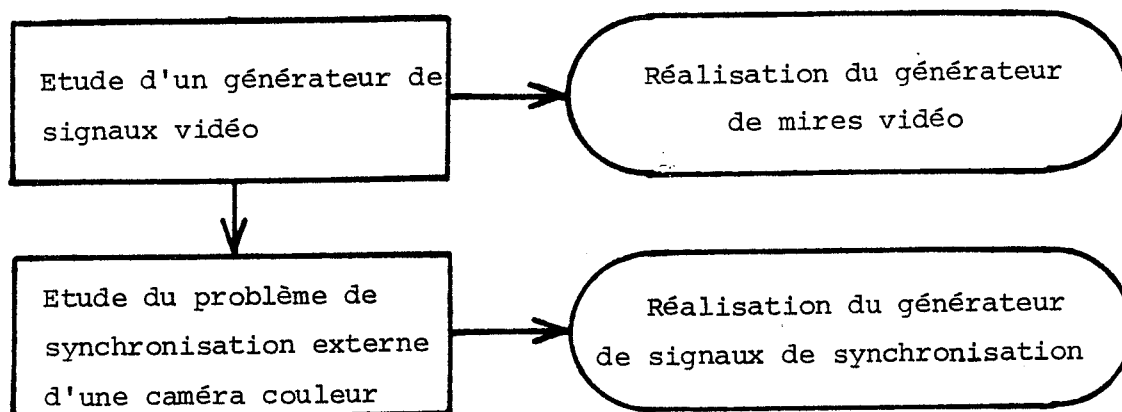 Etude d'un générateur de
signaux vidéo
Réalisation du générateur
de mires vidéo
Etude du problème de
synchronisation externe
d'une caméra couleur
Réalisation du générateur
de signaux de synchronisation